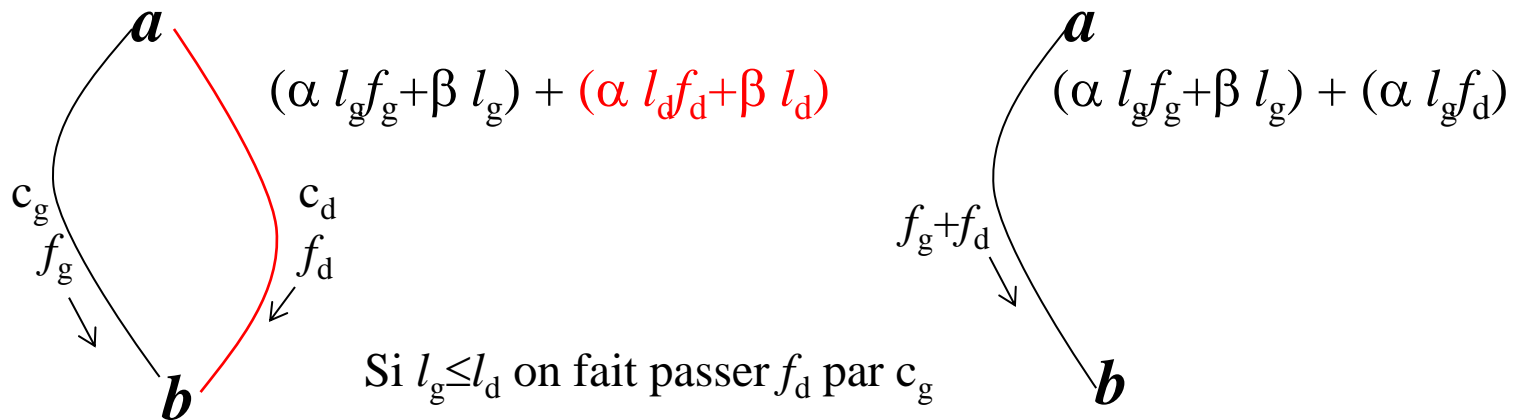 a
(α l_g f_g+β l_g) + (α l_d f_d+β l_d)
c_g
f_g
c_d
f_d
b
Si l_g≤l_d on fait passer f_d par c_g
a
(α l_g f_g+β l_g) + (α l_g f_d)
f_g+f_d
b